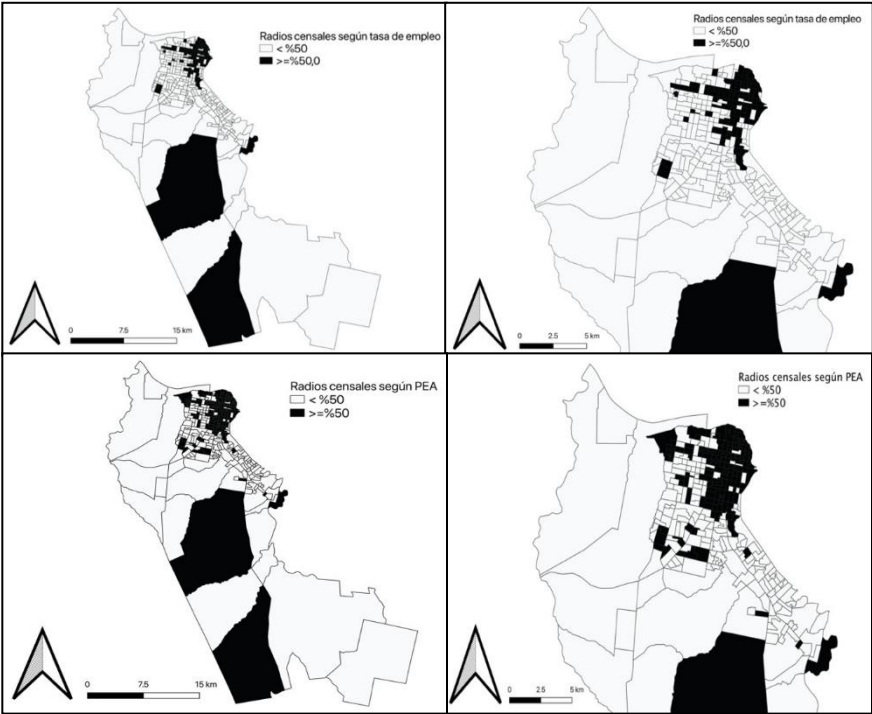 Radios censales según tasa de empleo
< %50
>=%50,0
0 7.5 15 km
Radios censales según tasa de empleo
< %50
>=%50,0
0 2.5 5 km
Radios censales según PEA
< %50
>=%50
0 7.5 15 km
Radios censales según PEA
< %50
>=%50
0 2.5 5 km